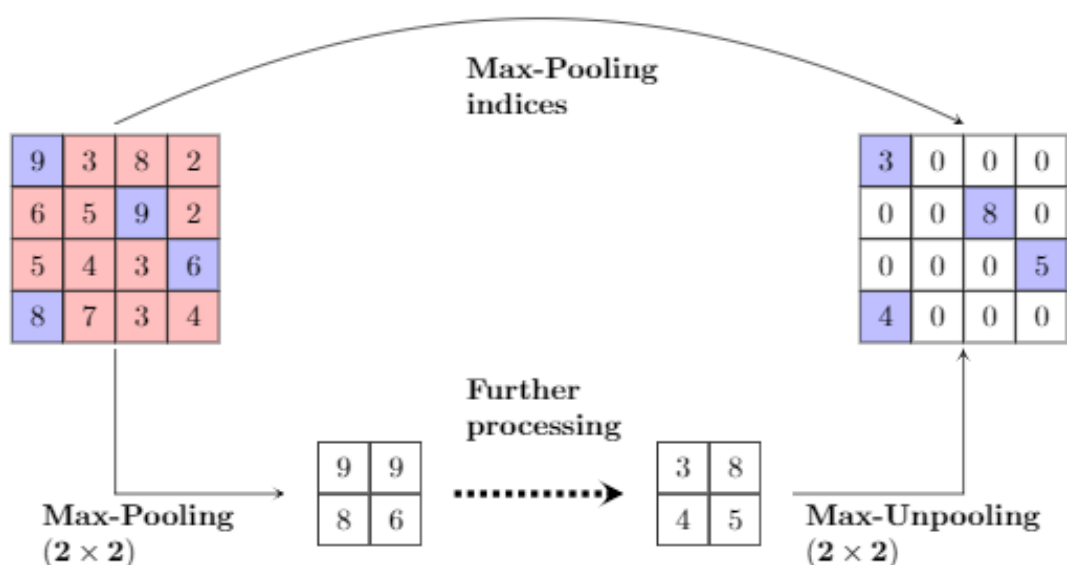 Max-Pooling
indices
9 3 8 2
6 5 9 2
5 4 3 6
8 7 3 4
3 0 0 0
0 0 8 0
0 0 0 5
4 0 0 0
Further
processing
9 9
8 6
3 8
4 5
Max-Pooling
(2 × 2)
Max-Unpooling
(2 × 2)